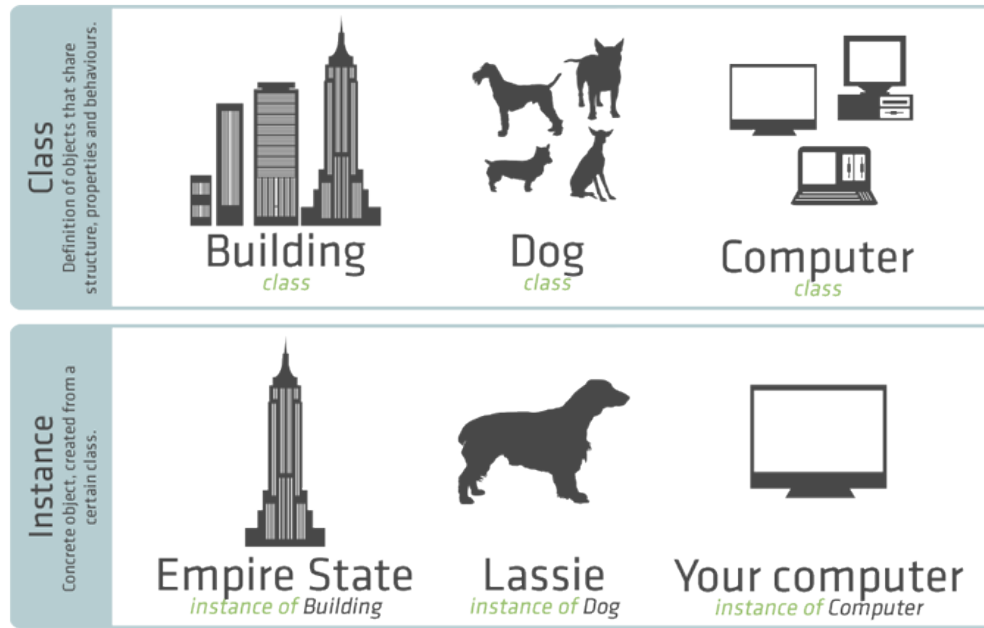 Class
Definition of objects that share
structure, properties and behaviours.
Building
class
Dog
class
Computer
class
Instance
Concrete object, created from a
certain class.
Empire State
instance of Building
Lassie
instance of Dog
Your computer
instance of Computer